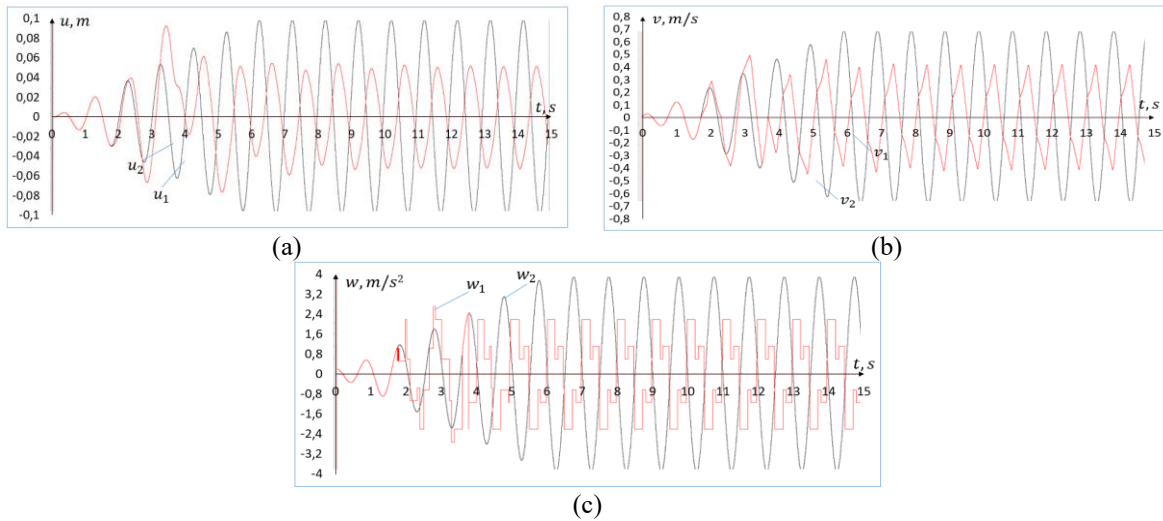 u, m
0,1
0,08
0,06
0,04
0,02
0
-0,02
-0,04
-0,06
-0,08
-0,1
0 1 2 3 4 5 6 7 8 9 10 11 12 13 14 15
t, s
u₂
u₁
(a)
v, m/s
0,8
0,7
0,6
0,5
0,4
0,3
0,2
0,1
0
-0,1
-0,2
-0,3
-0,4
-0,5
-0,6
-0,7
-0,8
0 1 2 3 4 5 6 7 8 9 10 11 12 13 14 15
t, s
v₁
v₂
(b)
w, m/s²
4
3,2
2,4
1,6
0,8
0
-0,8
-1,6
-2,4
-3,2
-4
0 1 2 3 4 5 6 7 8 9 10 11 12 13 14 15
t, s
w₁
w₂
(c)